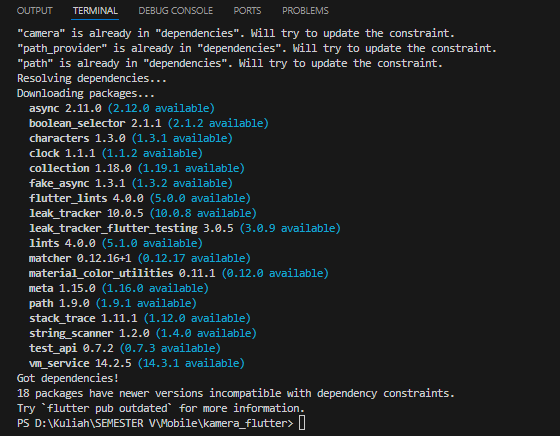 OUTPUT TERMINAL DEBUG CONSOLE PORTS PROBLEMS
"camera" is already in "dependencies". Will try to update the constraint.
"path_provider" is already in "dependencies". Will try to update the constraint.
"path" is already in "dependencies". Will try to update the constraint.
Resolving dependencies...
Downloading packages...
async 2.11.0 (2.12.0 available)
boolean_selector 2.1.1 (2.1.2 available)
characters 1.3.0 (1.3.1 available)
clock 1.1.1 (1.1.2 available)
collection 1.18.0 (1.19.1 available)
fake_async 1.3.1 (1.3.2 available)
flutter_lints 4.0.0 (5.0.0 available)
leak_tracker 10.0.5 (10.0.8 available)
leak_tracker_flutter_testing 3.0.5 (3.0.9 available)
lints 4.0.0 (5.1.0 available)
matcher 0.12.16+1 (0.12.17 available)
material_color_utilities 0.11.1 (0.12.0 available)
meta 1.15.0 (1.16.0 available)
path 1.9.0 (1.9.1 available)
stack_trace 1.11.1 (1.12.0 available)
string_scanner 1.2.0 (1.4.0 available)
test_api 0.7.2 (0.7.3 available)
vm_service 14.2.5 (14.3.1 available)
Got dependencies!
18 packages have newer versions incompatible with dependency constraints.
Try `flutter pub outdated` for more information.
PS D:\Kuliah\SEMESTER V\Mobile\kamera_flutter>